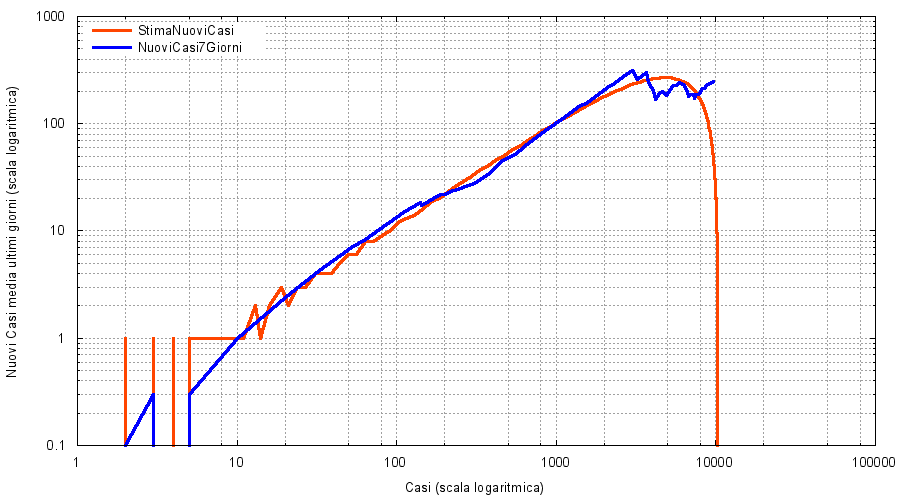 StimaNuoviCasi
NuoviCasi7Giorni
Nuovi Casi media ultimi giorni (scala logaritmica)
1000
100
10
1
0.1
1 10 100 1000 10000 100000
Casi (scala logaritmica)